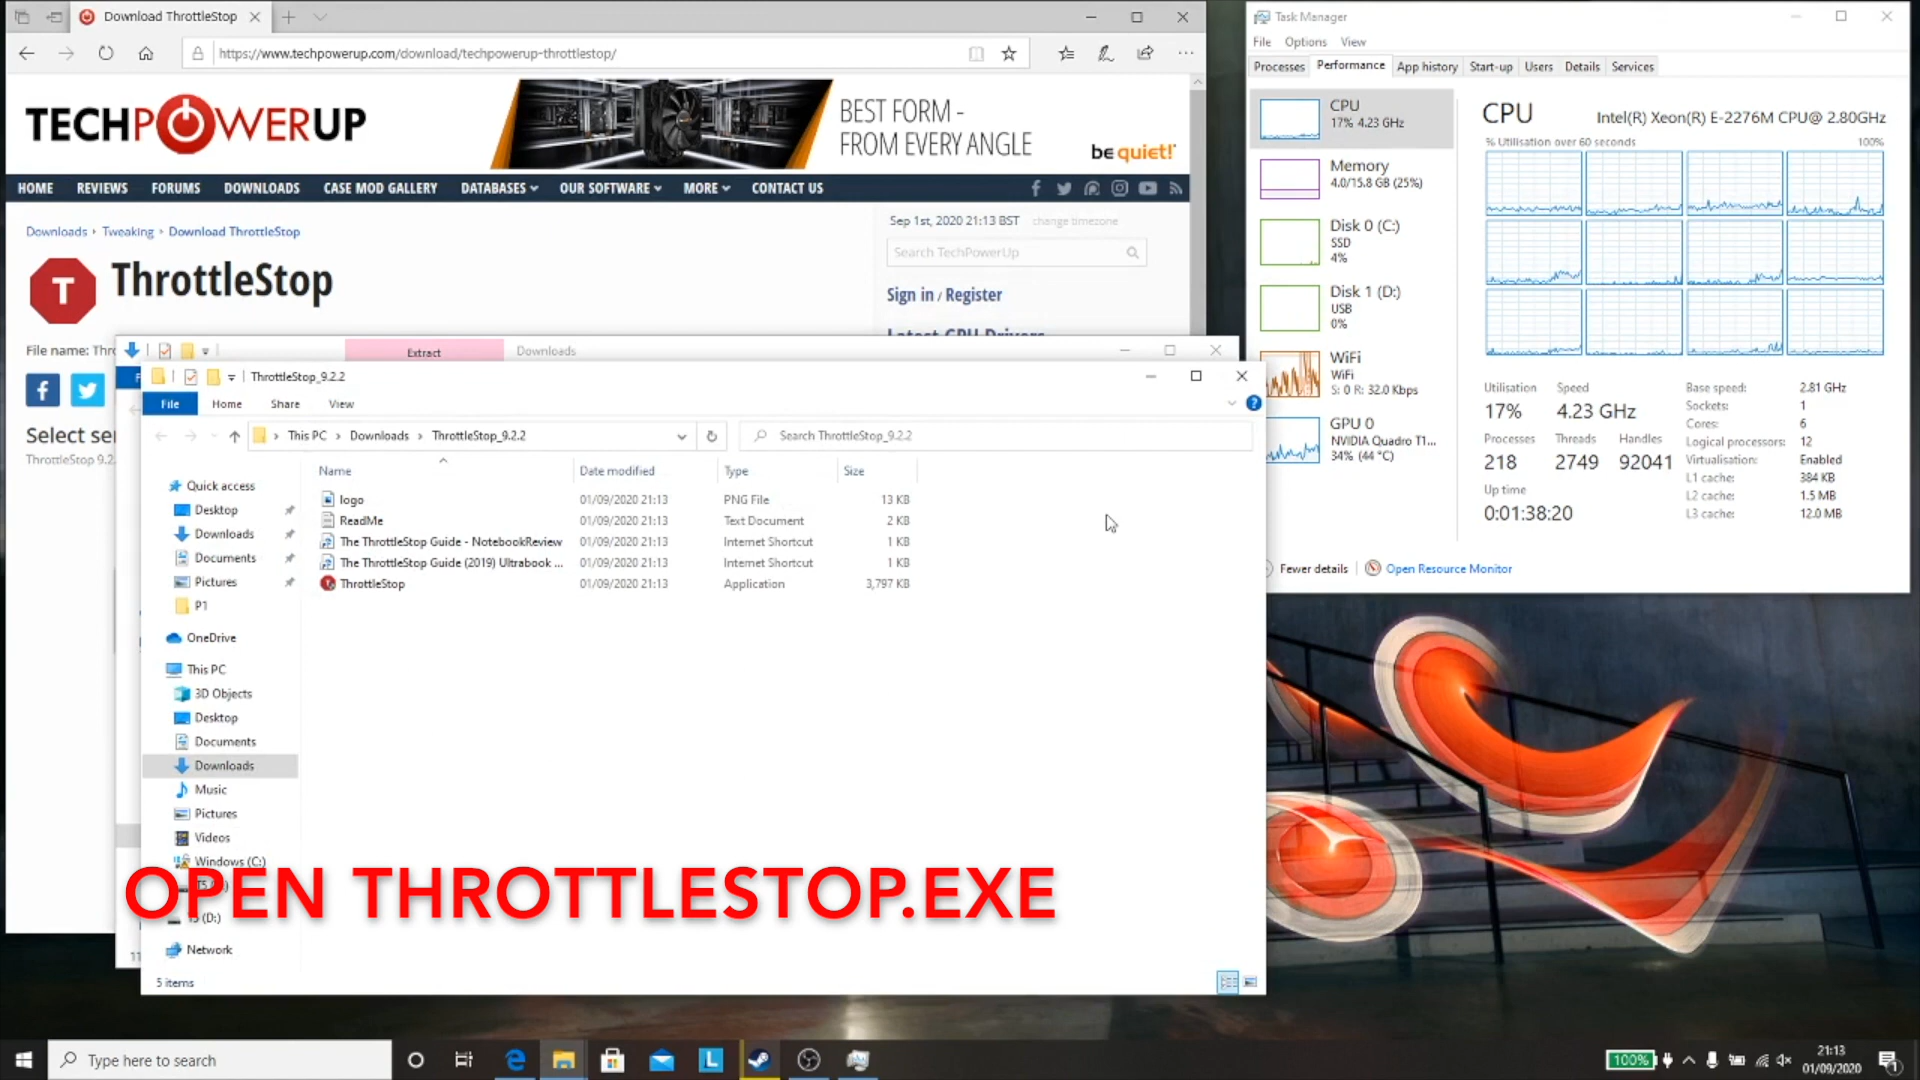 Download ThrottleStop
https://www.techpowerup.com/download/techpowerup-throttlestop/
TECHPOWERUP
BEST FORM -
FROM EVERY ANGLE
be quiet!
HOME REVIEWS FORUMS DOWNLOADS CASE MOD GALLERY DATABASES OUR SOFTWARE MORE CONTACT US
Sep 1st, 2020 21:13 BST change timezone
Downloads › Tweaking › Download ThrottleStop
Search TechPowerUp
T
ThrottleStop
Sign in / Register
Latest GPU Drivers
File name:
Select
ThrottleStop 9.2.
Extract
Downloads
ThrottleStop_9.2.2
File Home Share View
This PC › Downloads › ThrottleStop_9.2.2
Search ThrottleStop_9.2.2
Name Date modified Type Size
logo 01/09/2020 21:13 PNG File 13 KB
ReadMe 01/09/2020 21:13 Text Document 2 KB
The ThrottleStop Guide - NotebookReview 01/09/2020 21:13 Internet Shortcut 1 KB
The ThrottleStop Guide (2019) Ultrabook ... 01/09/2020 21:13 Internet Shortcut 1 KB
ThrottleStop 01/09/2020 21:13 Application 3,797 KB
Quick access
Desktop
Downloads
Documents
Pictures
P1
OneDrive
This PC
3D Objects
Desktop
Documents
Downloads
Music
Pictures
Videos
Windows (C:)
(D:)
Network
5 items
OPEN THROTTLESTOP.EXE
Task Manager
File Options View
Processes Performance App history Start-up Users Details Services
CPU
17% 4.23 GHz
Memory
4.0/15.8 GB (25%)
Disk 0 (C:)
SSD
4%
Disk 1 (D:)
USB
0%
WiFi
WiFi
S: 0 R: 32.0 Kbps
GPU 0
NVIDIA Quadro T1...
34% (44 °C)
CPU Intel(R) Xeon(R) E-2276M CPU@ 2.80GHz
% Utilisation over 60 seconds 100%
Utilisation Speed
17% 4.23 GHz
Processes Threads Handles
218 2749 92041
Up time
0:01:38:20
Base speed: 2.81 GHz
Sockets: 1
Cores: 6
Logical processors: 12
Virtualisation: Enabled
L1 cache: 384 KB
L2 cache: 1.5 MB
L3 cache: 12.0 MB
Fewer details Open Resource Monitor
Type here to search
L
100%
21:13
01/09/2020
1